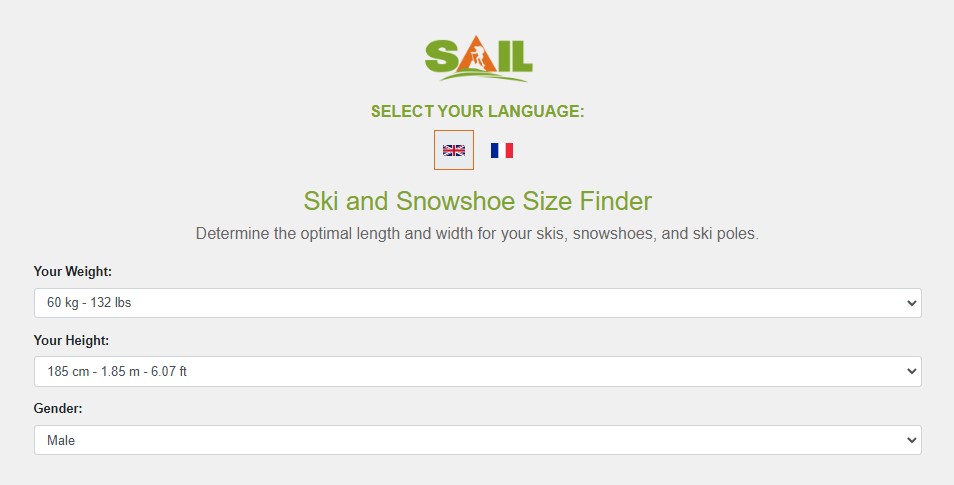 SAIL
SELECT YOUR LANGUAGE:
Ski and Snowshoe Size Finder
Determine the optimal length and width for your skis, snowshoes, and ski poles.
Your Weight:
60 kg - 132 lbs
Your Height:
185 cm - 1.85 m - 6.07 ft
Gender:
Male